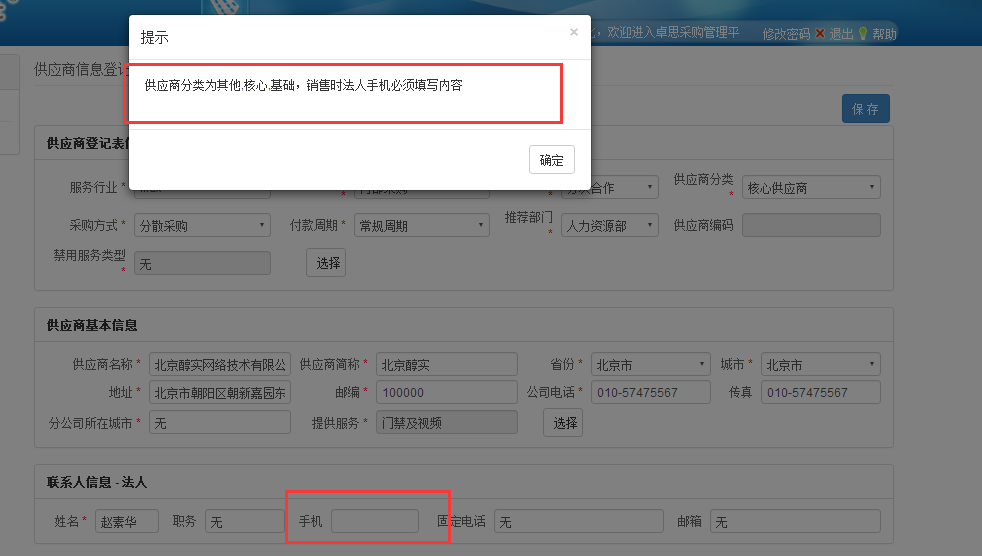 提示 ×
欢迎进入卓思采购管理平 修改密码 退出 帮助
供应商信息登记
供应商分类为其他,核心,基础，销售时法人手机必须填写内容
保 存
确定
供应商登记表
服务行业 * 合作 供应商分类 * 核心供应商
采购方式 * 分散采购 付款周期 * 常规周期 推荐部门 * 人力资源部 供应商编码
禁用服务类型 * 无 选择
供应商基本信息
供应商名称 * 北京醇实网络技术有限公 供应商简称 * 北京醇实 省份 * 北京市 城市 * 北京市
地址 * 北京市朝阳区朝新嘉园东 邮编 * 100000 公司电话 * 010-57475567 传真 010-57475567
分公司所在城市 * 无 提供服务 * 门禁及视频 选择
联系人信息 - 法人
姓名 * 赵素华 职务 无 手机 固定电话 无 邮箱 无